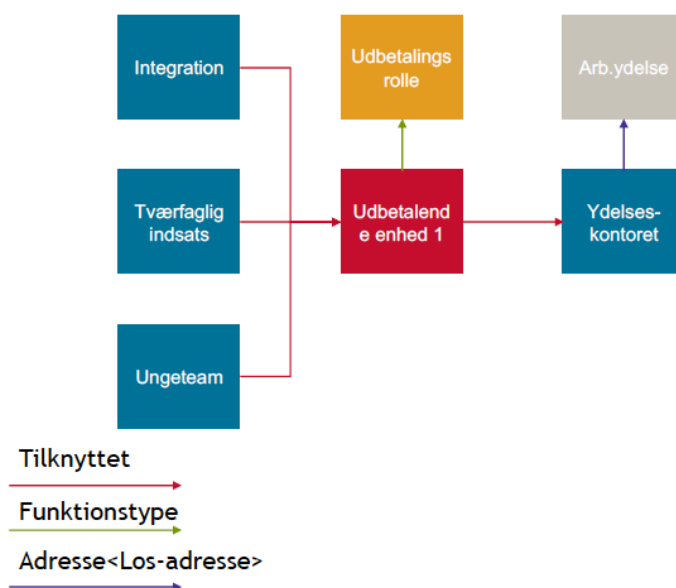 Integration
Udbetalings
rolle
Arb.ydelse
Tværfaglig
indsats
Udbetalend
e enhed 1
Ydelses-
kontoret
Ungeteam
Tilknyttet
Funktionstype
Adresse<Los-adresse>